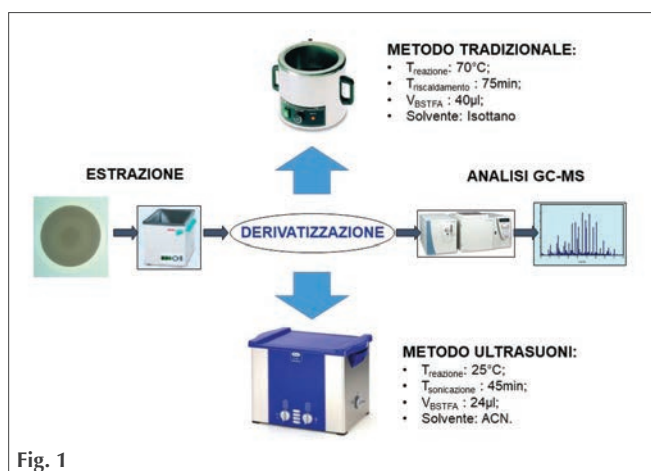 METODO TRADIZIONALE:
• Treazione: 70°C;
• Triscaldamento : 75min;
• VBSTFA : 40µl;
• Solvente: Isottano
ESTRAZIONE
ANALISI GC-MS
DERIVATIZZAZIONE
METODO ULTRASUONI:
• Treazione: 25°C;
• Tsonicazione : 45min;
• VBSTFA : 24µl;
• Solvente: ACN.
Fig. 1